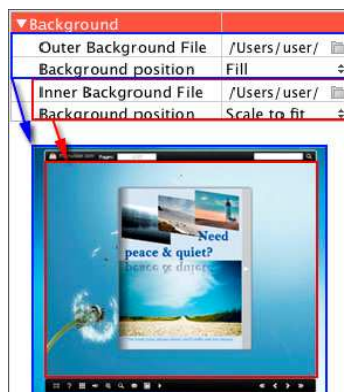 ▼Background
Outer Background File /Users/user/
Background position Fill
Inner Background File /Users/user/
Background position Scale to fit
Pages:
Need
peace & quiet?